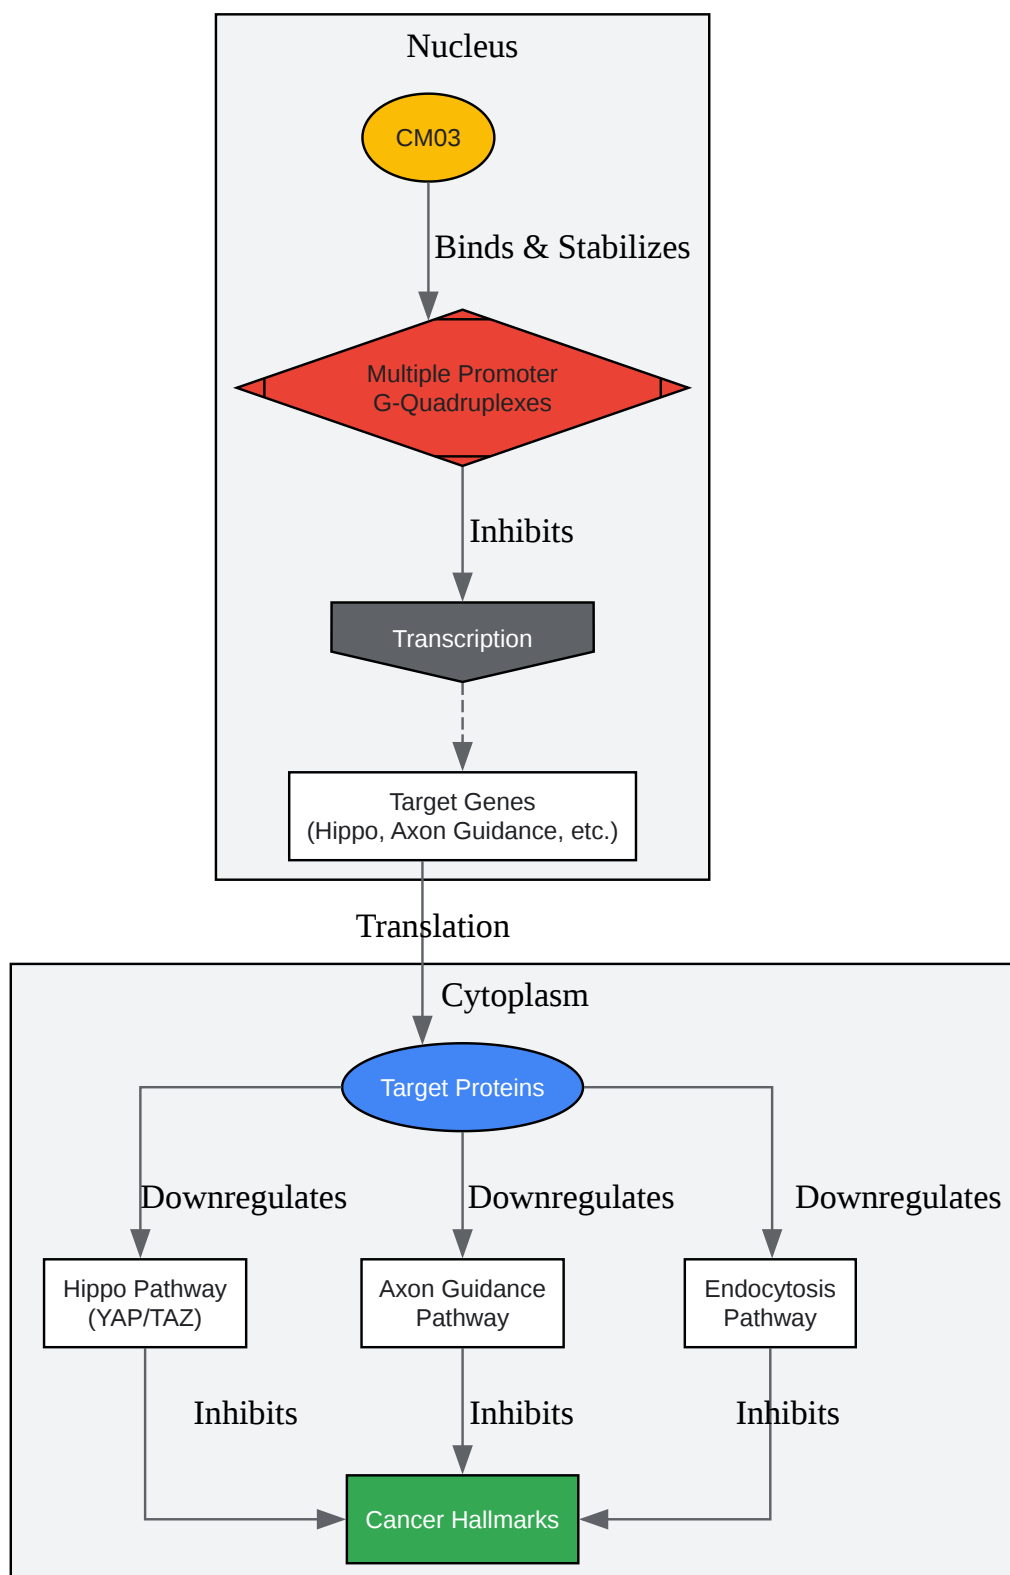 Nucleus
CM03
Binds & Stabilizes
Multiple Promoter
G-Quadruplexes
Inhibits
Transcription
Target Genes
(Hippo, Axon Guidance, etc.)
Translation
Cytoplasm
Target Proteins
Downregulates
Downregulates
Downregulates
Hippo Pathway
(YAP/TAZ)
Axon Guidance
Pathway
Endocytosis
Pathway
Inhibits
Inhibits
Inhibits
Cancer Hallmarks